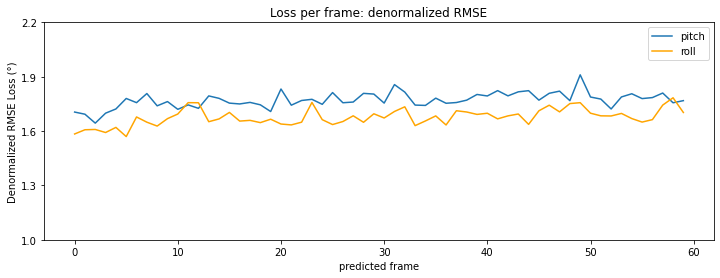 Loss per frame: denormalized RMSE
Denormalized RMSE Loss (°)
2.2
1.9
1.6
1.3
1.0
pitch
roll
0 10 20 30 40 50 60
predicted frame